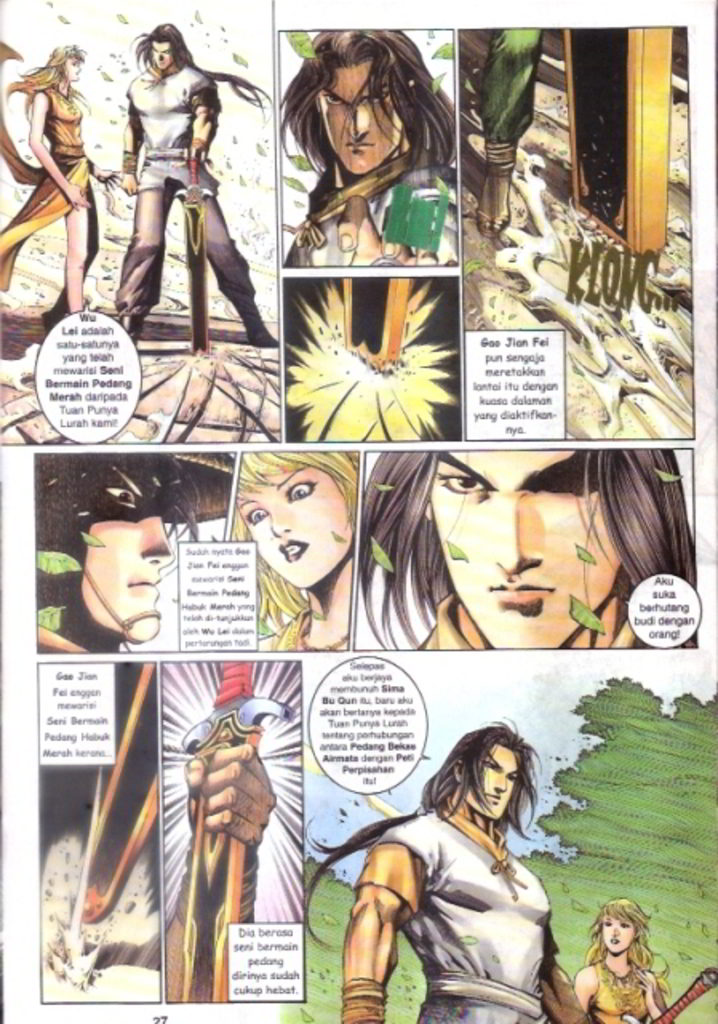 Wu
Lei adalah
satu-satunya
yang telah
mewarisi Seni
Bermain Pedang
Merah daripada
Tuan Punya
Lurah kami!
KLONG...
Gao Jian Fei
pun sengaja
meretakkan
lantai itu dengan
kuasa dalaman
yang diaktifkan-
nya.
Sudah nyata Gao
Jian Fei enggan
mewarisi Seni
Bermain Pedang
Habuk Merah yang
telah di-tunjukkan
oleh Wu Lei dalam
pertarungan tadi.
Aku
suka
berhutang
budi dengan
orang!
Gao Jian
Fei enggan
mewarisi
Seni Bermain
Pedang Habuk
Merah kerana...
Dia berasa
seni bermain
pedang
dirinya sudah
cukup hebat.
Selepas
aku berjaya
membunuh Sima
Bu Qun itu, baru aku
akan bertanya kepada
Tuan Punya Lurah
tentang perhubungan
antara Pedang Bekas
Airmata dengan Peti
Perpisahan
itu!
27